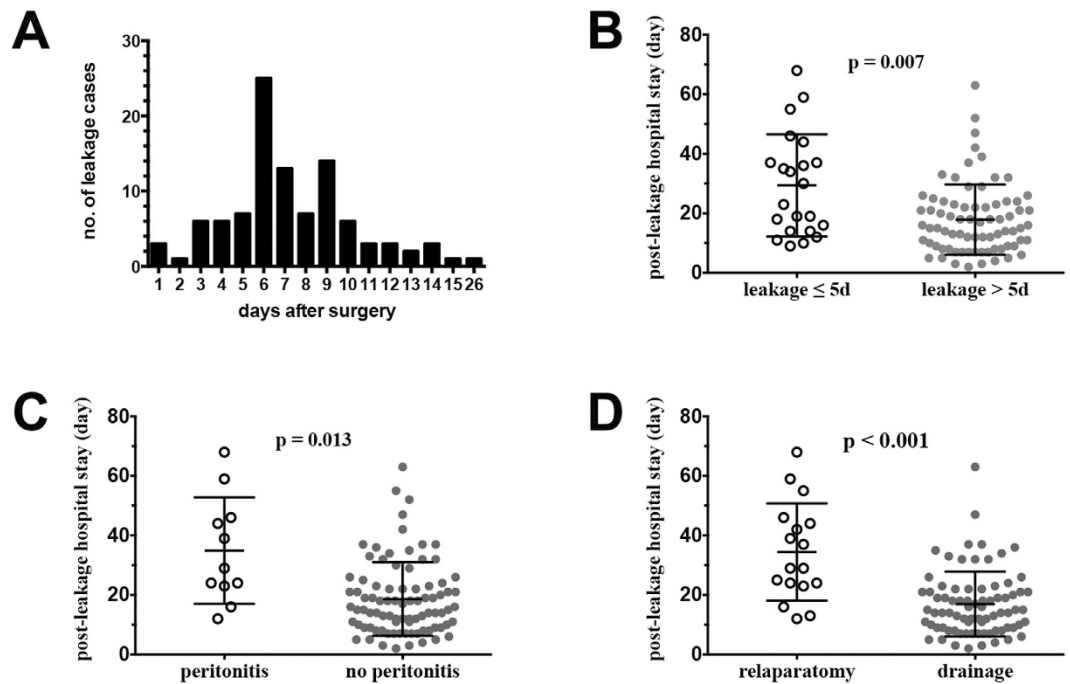 A
no. of leakage cases
30
20
10
0
1 2 3 4 5 6 7 8 9 10 11 12 13 14 15 26
days after surgery
B
post-leakage hospital stay (day)
80
60
40
20
0
p = 0.007
leakage ≤ 5d leakage > 5d
C
post-leakage hospital stay (day)
80
60
40
20
0
p = 0.013
peritonitis no peritonitis
D
post-leakage hospital stay (day)
80
60
40
20
0
p < 0.001
relaparatomy drainage